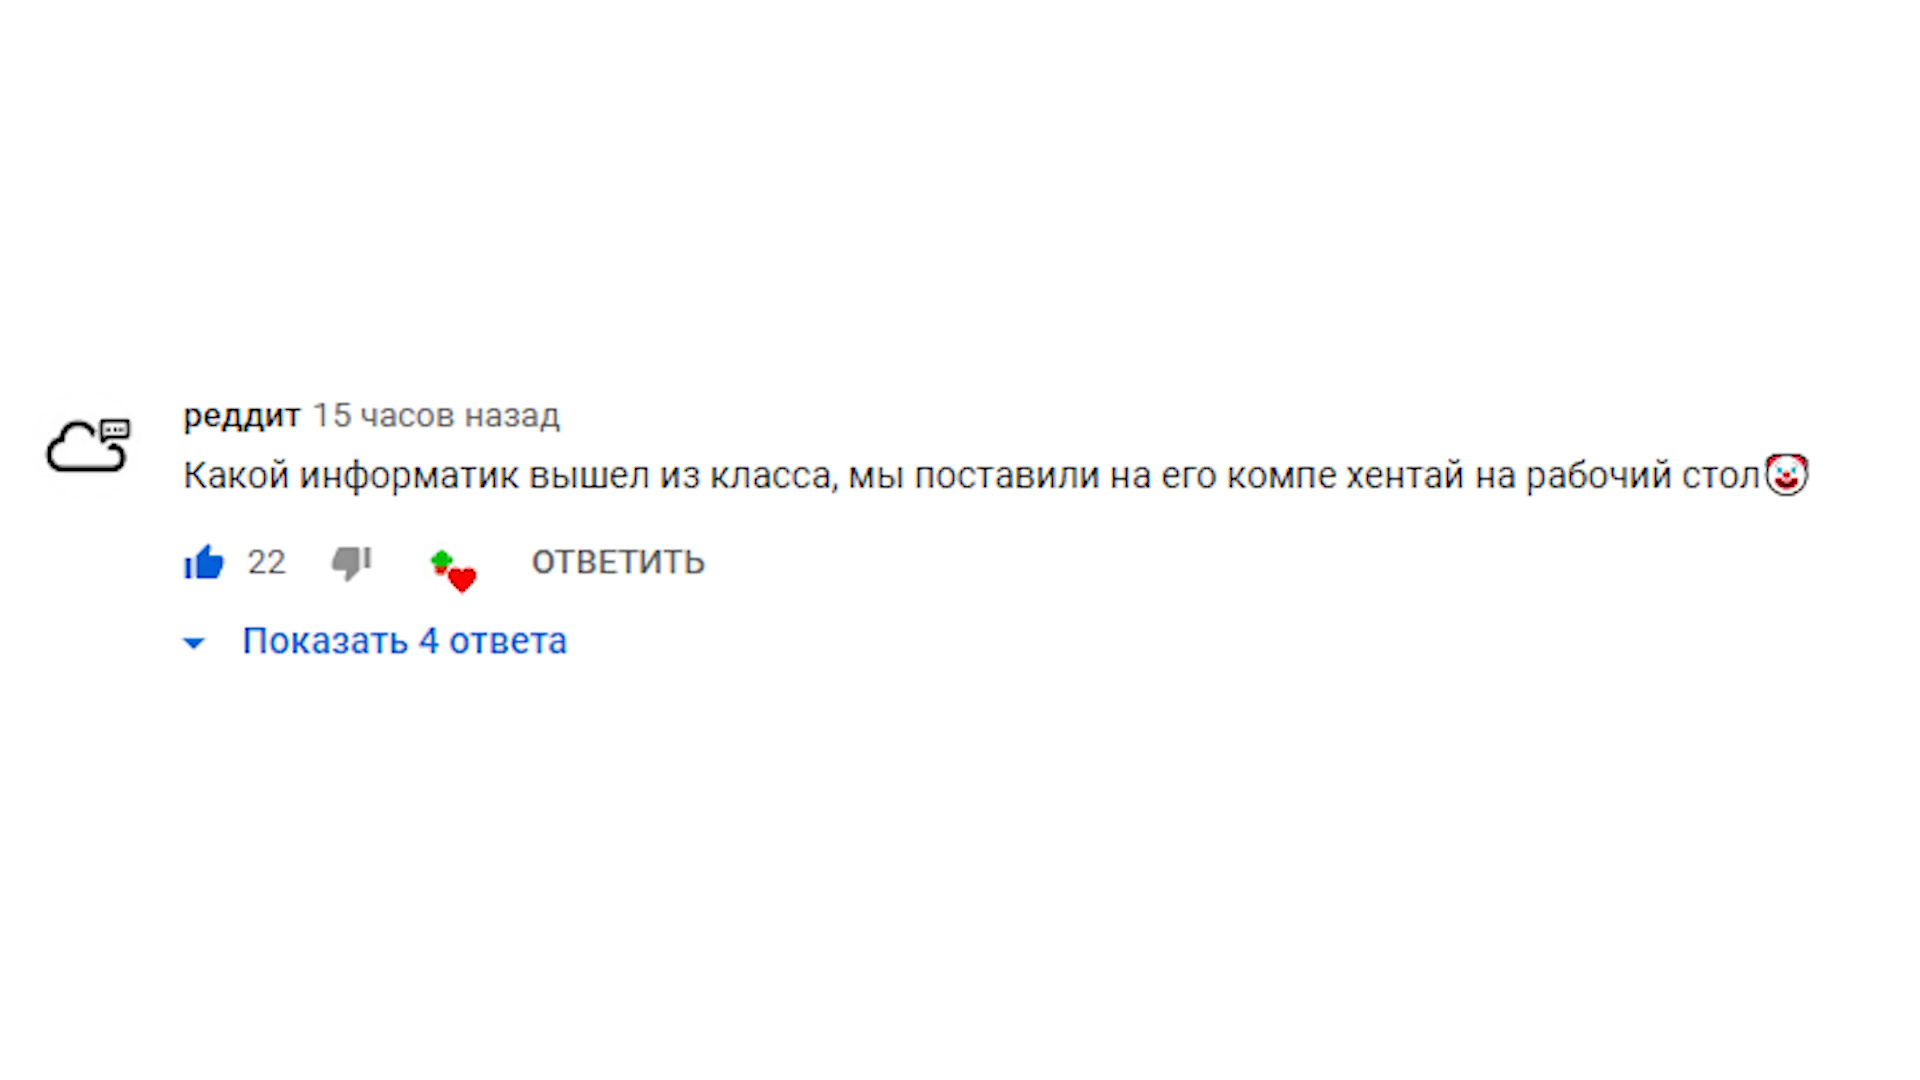 реддит 15 часов назад
Какой информатик вышел из класса, мы поставили на его компе хентай на рабочий стол🤡
22 ОТВЕТИТЬ
Показать 4 ответа